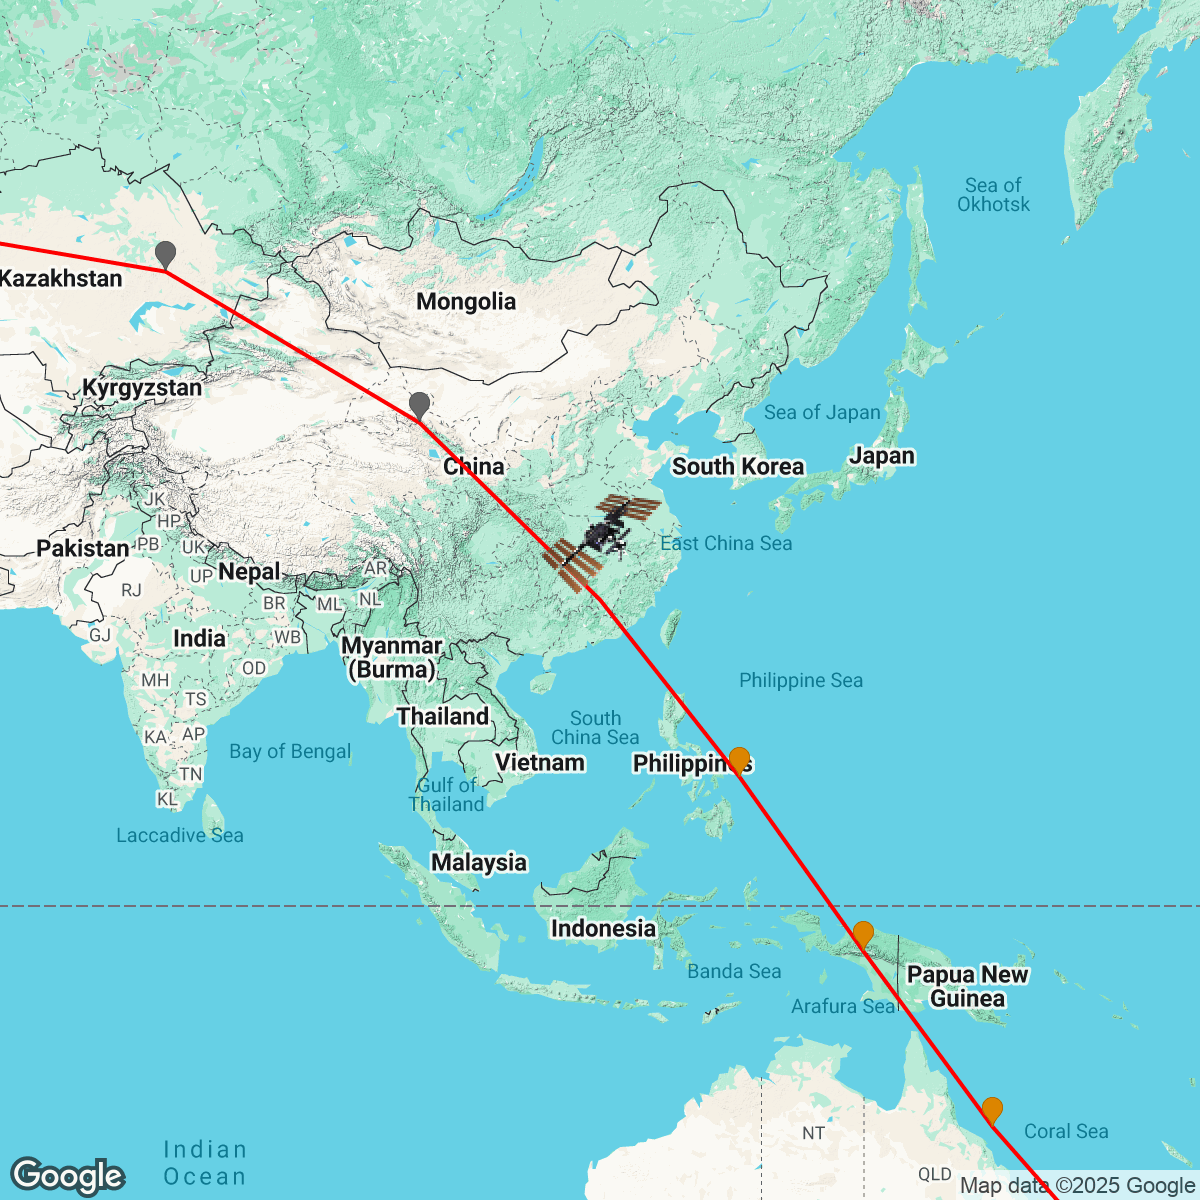 Sea of
Okhotsk
Kazakhstan
Mongolia
Kyrgyzstan
Sea of Japan
Japan
China
South Korea
JK
HP
Pakistan
PB
UK
East China Sea
Nepal
UP
AR
RJ
BR
ML
NL
GJ
India
WB
Myanmar
(Burma)
OD
MH
Philippine Sea
TS
Thailand
South
China Sea
KA
AP
Bay of Bengal
Vietnam
Philippines
TN
Gulf of
Thailand
KL
Laccadive Sea
Malaysia
Indonesia
Banda Sea
Papua New
Guinea
Arafura Sea
NT
Coral Sea
Indian
Ocean
QLD
Google
Map data ©2025 Google